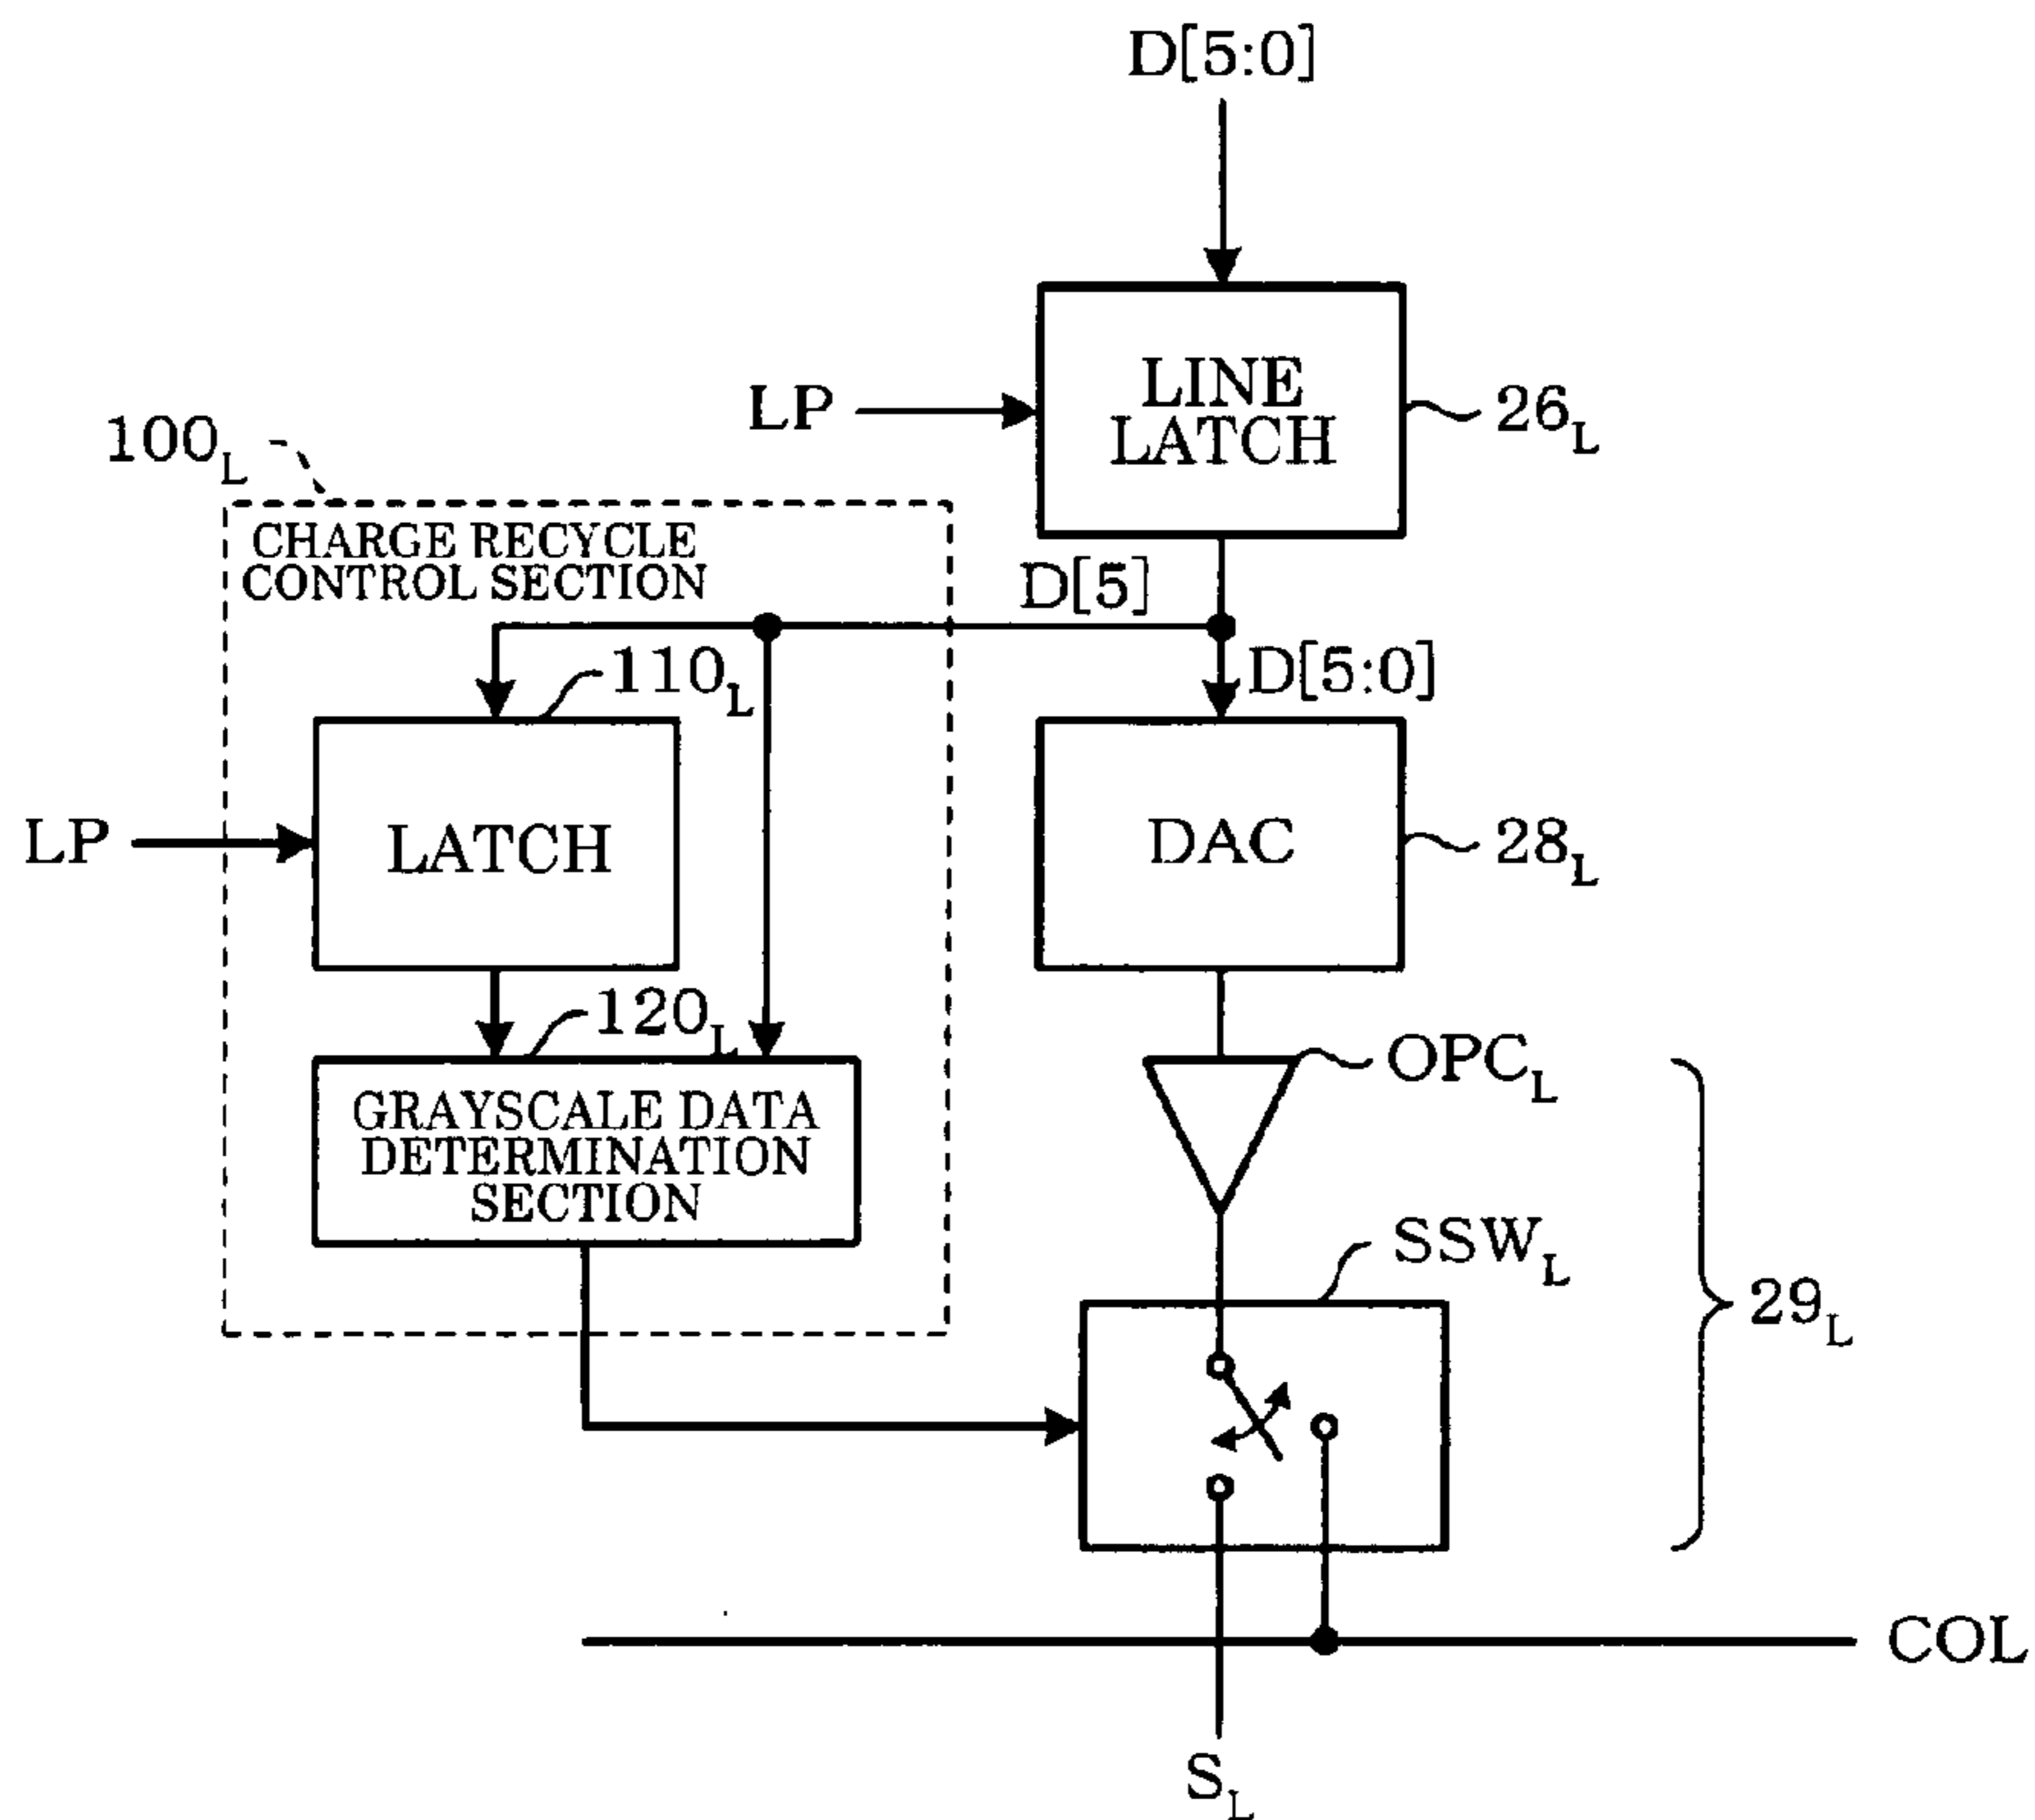 D[5:0]
LINE
LATCH
LP
26L
100L
CHARGE RECYCLE
CONTROL SECTION
D[5]
D[5:0]
110L
LP
LATCH
DAC
28L
120L
GRAYSCALE DATA
DETERMINATION
SECTION
OPCL
SSWL
29L
COL
SL